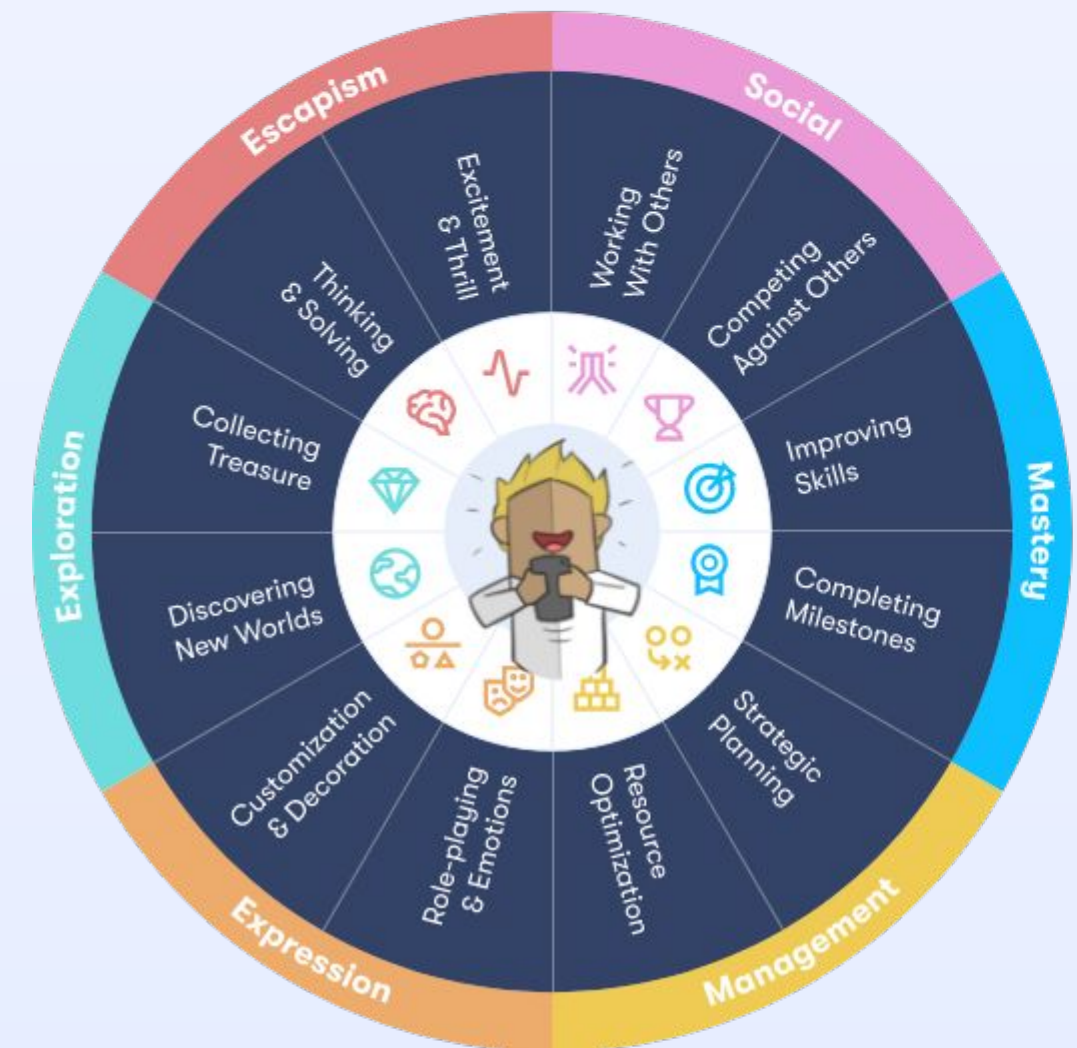 Social
Working
With Others
Competing
Against Others
Mastery
Improving
Skills
Completing
Milestones
Management
Strategic
Planning
Resource
Optimization
Expression
Role-playing
& Emotions
Customization
& Decoration
Exploration
Discovering
New Worlds
Collecting
Treasure
Escapism
Thinking
& Solving
Excitement
& Thrill